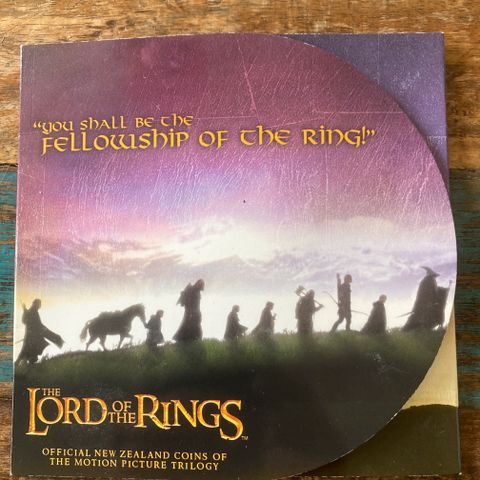 "YOU SHALL BE THE
FELLOWSHIP OF THE RING!"
THE
LORD OF THE RINGS™
OFFICIAL NEW ZEALAND COINS OF
THE MOTION PICTURE TRILOGY